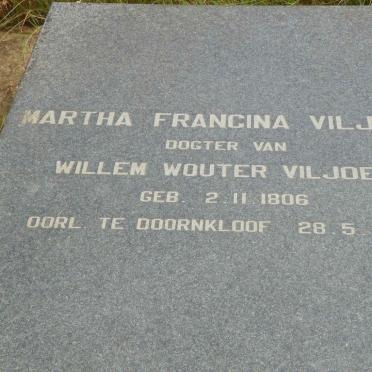 MARTHA FRANCINA VILJ
DOGTER VAN
WILLEM WOUTER VILJOE
GEB. 2.11.1806
OORL TE DOORNKLOOF 28.5.